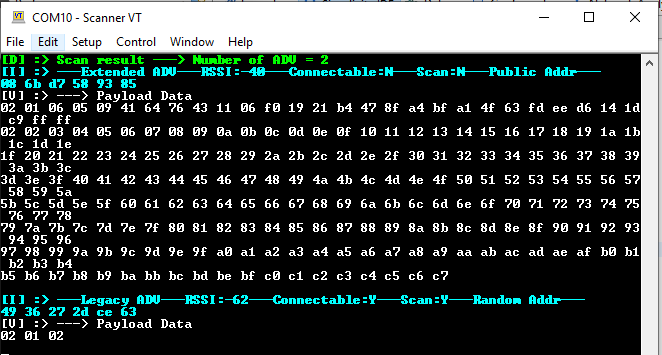 COM10 - Scanner VT
File Edit Setup Control Window Help
[D] :> Scan result ---> Number of ADV = 2
[I] :> ---Extended ADV---RSSI:-40---Connectable:N---Scan:N---Public Addr---
08 6b d7 58 93 85
[V] :> ---> Payload Data
02 01 06 05 09 41 64 76 43 11 06 f0 19 21 b4 47 8f a4 bf a1 4f 63 fd ee d6 14 1d
c9 ff ff
02 02 03 04 05 06 07 08 09 0a 0b 0c 0d 0e 0f 10 11 12 13 14 15 16 17 18 19 1a 1b
1c 1d 1e
1f 20 21 22 23 24 25 26 27 28 29 2a 2b 2c 2d 2e 2f 30 31 32 33 34 35 36 37 38 39
3a 3b 3c
3d 3e 3f 40 41 42 43 44 45 46 47 48 49 4a 4b 4c 4d 4e 4f 50 51 52 53 54 55 56 57
58 59 5a
5b 5c 5d 5e 5f 60 61 62 63 64 65 66 67 68 69 6a 6b 6c 6d 6e 6f 70 71 72 73 74 75
76 77 78
79 7a 7b 7c 7d 7e 7f 80 81 82 83 84 85 86 87 88 89 8a 8b 8c 8d 8e 8f 90 91 92 93
94 95 96
97 98 99 9a 9b 9c 9d 9e 9f a0 a1 a2 a3 a4 a5 a6 a7 a8 a9 aa ab ac ad ae af b0 b1
b2 b3 b4
b5 b6 b7 b8 b9 ba bb bc bd be bf c0 c1 c2 c3 c4 c5 c6 c7
[I] :> ---Legacy ADV---RSSI:-62---Connectable:Y---Scan:Y---Random Addr---
49 36 27 2d ce 63
[V] :> ---> Payload Data
02 01 02